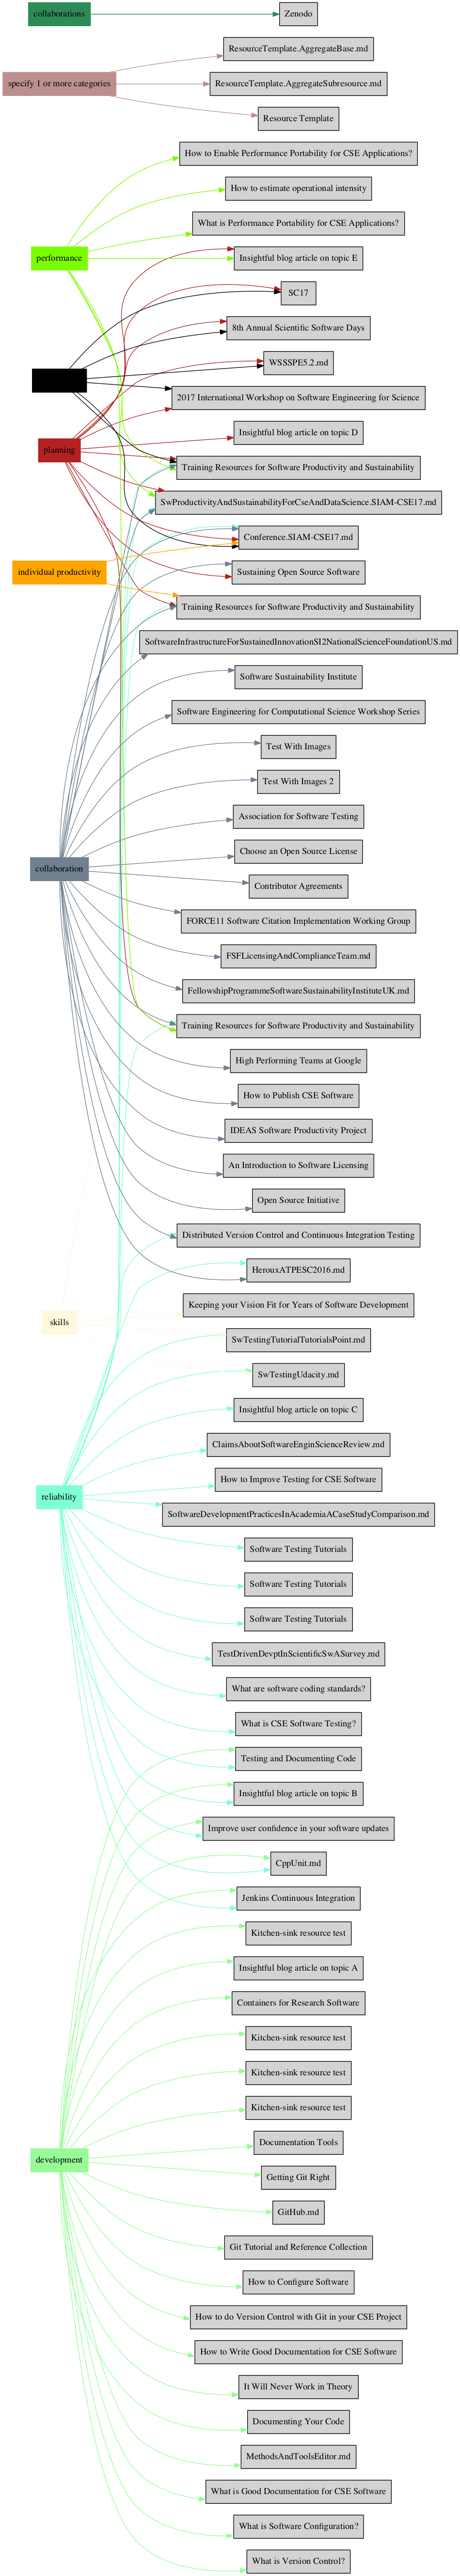 collaborations
Zenodo
ResourceTemplate.AggregateBase.md
specify 1 or more categories
ResourceTemplate.AggregateSubresource.md
Resource Template
How to Enable Performance Portability for CSE Applications?
How to estimate operational intensity
What is Performance Portability for CSE Applications?
performance
Insightful blog article on topic E
SC17
8th Annual Scientific Software Days
WSSSPE5.2.md
2017 International Workshop on Software Engineering for Science
Insightful blog article on topic D
planning
Training Resources for Software Productivity and Sustainability
SwProductivityAndSustainabilityForCseAndDataScience.SIAM-CSE17.md
Conference.SIAM-CSE17.md
individual productivity
Sustaining Open Source Software
Training Resources for Software Productivity and Sustainability
SoftwareInfrastructureForSustainedInnovationSI2NationalScienceFoundationUS.md
Software Sustainability Institute
Software Engineering for Computational Science Workshop Series
Test With Images
Test With Images 2
Association for Software Testing
Choose an Open Source License
collaboration
Contributor Agreements
FORCE11 Software Citation Implementation Working Group
FSFLicensingAndComplianceTeam.md
FellowshipProgrammeSoftwareSustainabilityInstituteUK.md
Training Resources for Software Productivity and Sustainability
High Performing Teams at Google
How to Publish CSE Software
IDEAS Software Productivity Project
An Introduction to Software Licensing
Open Source Initiative
Distributed Version Control and Continuous Integration Testing
HerouxATPESC2016.md
Keeping your Vision Fit for Years of Software Development
skills
SwTestingTutorialTutorialsPoint.md
SwTestingUdacity.md
Insightful blog article on topic C
ClaimsAboutSoftwareEnginScienceReview.md
How to Improve Testing for CSE Software
reliability
SoftwareDevelopmentPracticesInAcademiaACaseStudyComparison.md
Software Testing Tutorials
Software Testing Tutorials
Software Testing Tutorials
TestDrivenDevptInScientificSwASurvey.md
What are software coding standards?
What is CSE Software Testing?
Testing and Documenting Code
Insightful blog article on topic B
Improve user confidence in your software updates
CppUnit.md
Jenkins Continuous Integration
Kitchen-sink resource test
Insightful blog article on topic A
Containers for Research Software
Kitchen-sink resource test
Kitchen-sink resource test
Kitchen-sink resource test
Documentation Tools
development
Getting Git Right
GitHub.md
Git Tutorial and Reference Collection
How to Configure Software
How to do Version Control with Git in your CSE Project
How to Write Good Documentation for CSE Software
It Will Never Work in Theory
Documenting Your Code
MethodsAndToolsEditor.md
What is Good Documentation for CSE Software
What is Software Configuration?
What is Version Control?